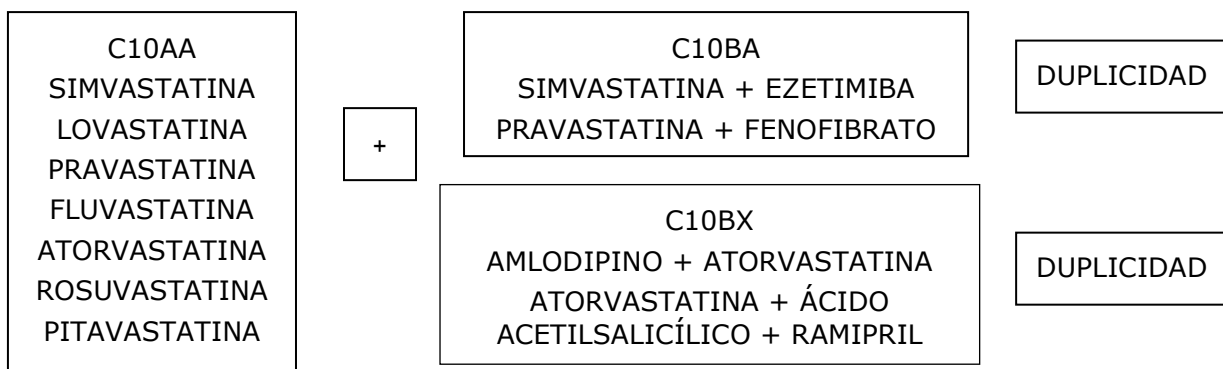 C10AA
SIMVASTATINA
LOVASTATINA
PRAVASTATINA
FLUVASTATINA
ATORVASTATINA
ROSUVASTATINA
PITAVASTATINA
+
C10BA
SIMVASTATINA + EZETIMIBA
PRAVASTATINA + FENOFIBRATO
DUPLICIDAD
C10BX
AMLODIPINO + ATORVASTATINA
ATORVASTATINA + ÁCIDO
ACETILSALICÍLICO + RAMIPRIL
DUPLICIDAD